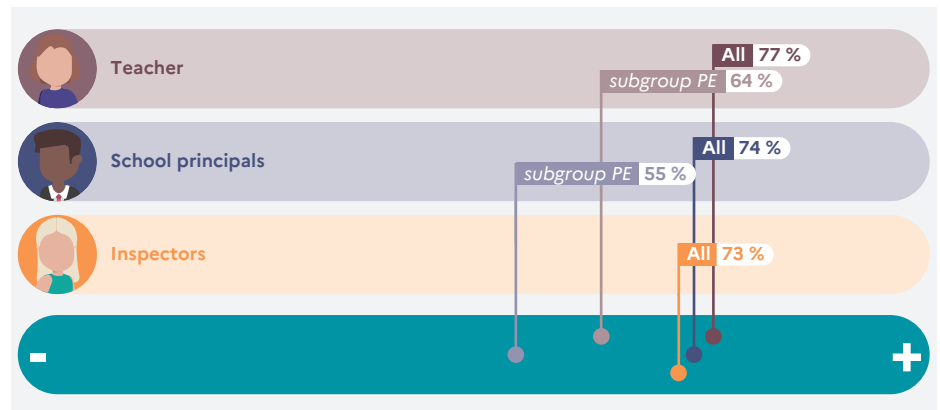 Teacher
All 77 %
subgroup PE 64 %
School principals
All 74 %
subgroup PE 55 %
Inspectors
All 73 %
- +